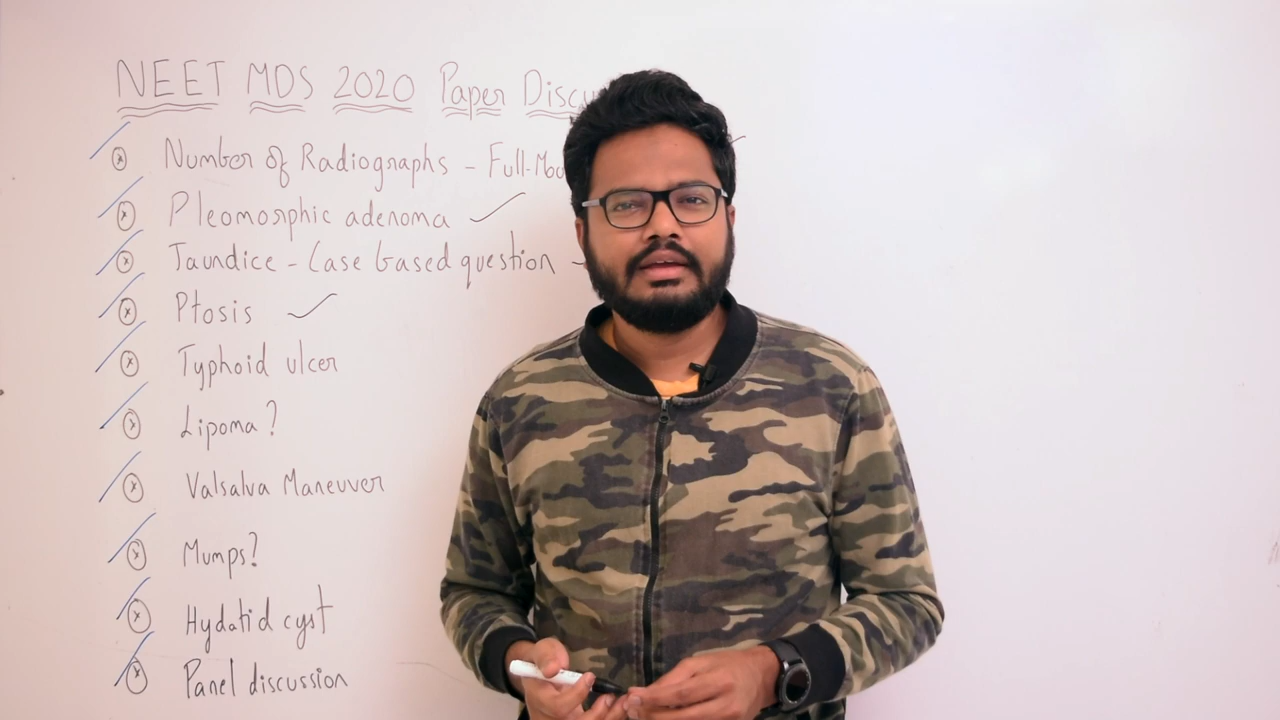 NEET MDS 2020 Paper Discu
Number of Radiographs - Full-Mou
Pleomorphic adenoma
Jaundice - Case based question -
Ptosis
Typhoid ulcer
Lipoma?
Valsalva Maneuver
Mumps?
Hydatid cyst
Panel discussion